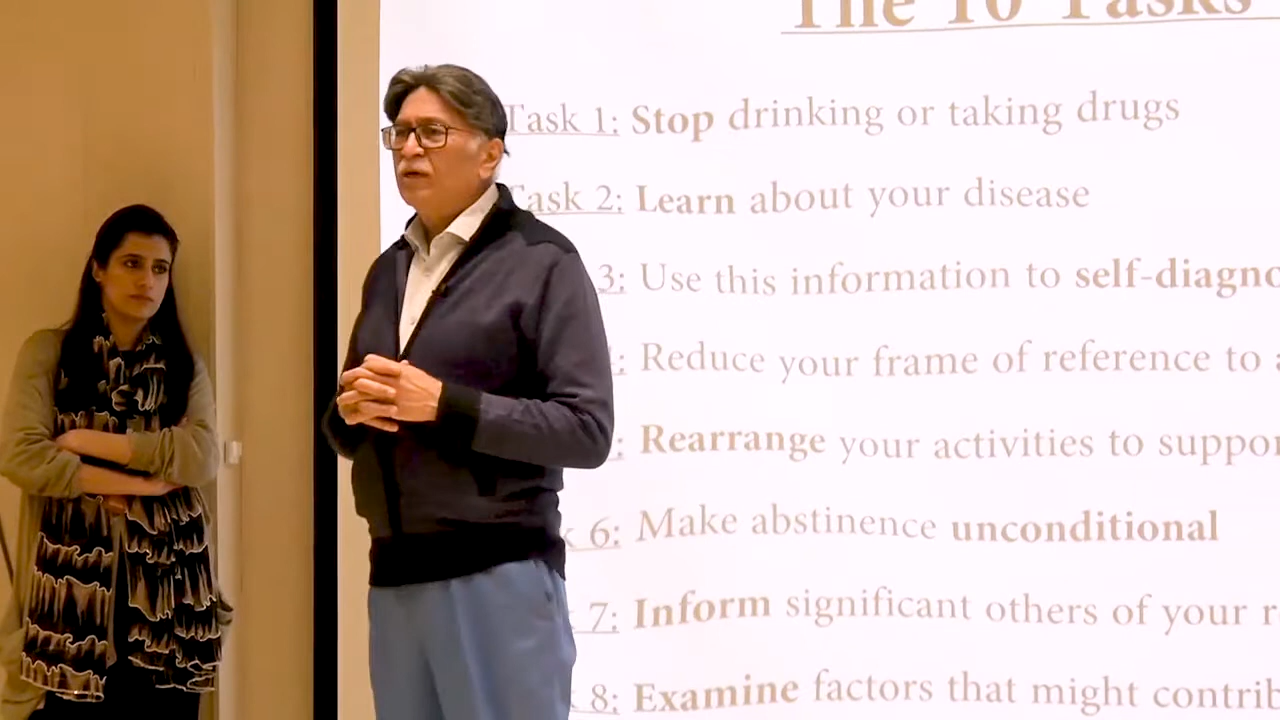 The 10 Tasks
Task 1: Stop drinking or taking drugs
Task 2: Learn about your disease
3: Use this information to self-diagno
: Reduce your frame of reference to a
: Rearrange your activities to suppor
k 6: Make abstinence unconditional
k 7: Inform significant others of your r
k 8: Examine factors that might contrib